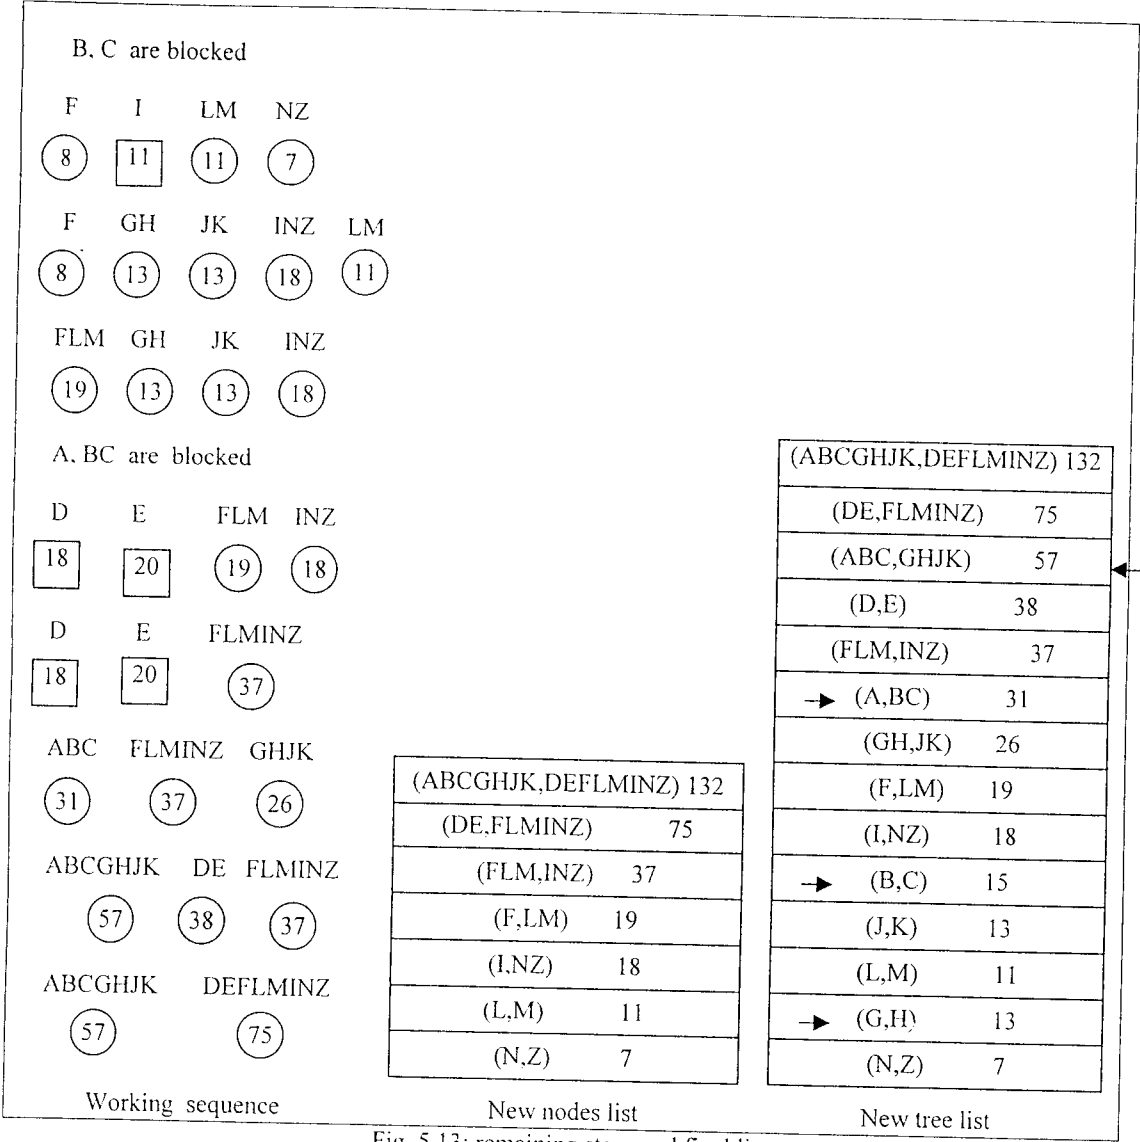 B, C are blocked
F I LM NZ
8 11 11 7
F GH JK INZ LM
8 13 13 18 11
FLM GH JK INZ
19 13 13 18
A, BC are blocked
D E FLM INZ
18 20 19 18
D E FLMINZ
18 20 37
ABC FLMINZ GHJK
31 37 26
ABCGHJK DE FLMINZ
57 38 37
ABCGHJK DEFLMINZ
57 75
Working sequence
(ABCGHJK,DEFLMINZ) 132
(DE,FLMINZ) 75
(FLM,INZ) 37
(F,LM) 19
(I,NZ) 18
(L,M) 11
(N,Z) 7
New nodes list
(ABCGHJK,DEFLMINZ) 132
(DE,FLMINZ) 75
(ABC,GHJK) 57
(D,E) 38
(FLM,INZ) 37
(A,BC) 31
(GH,JK) 26
(F,LM) 19
(I,NZ) 18
(B,C) 15
(J,K) 13
(L,M) 11
(G,H) 13
(N,Z) 7
New tree list
Fig. 5.13: remaining